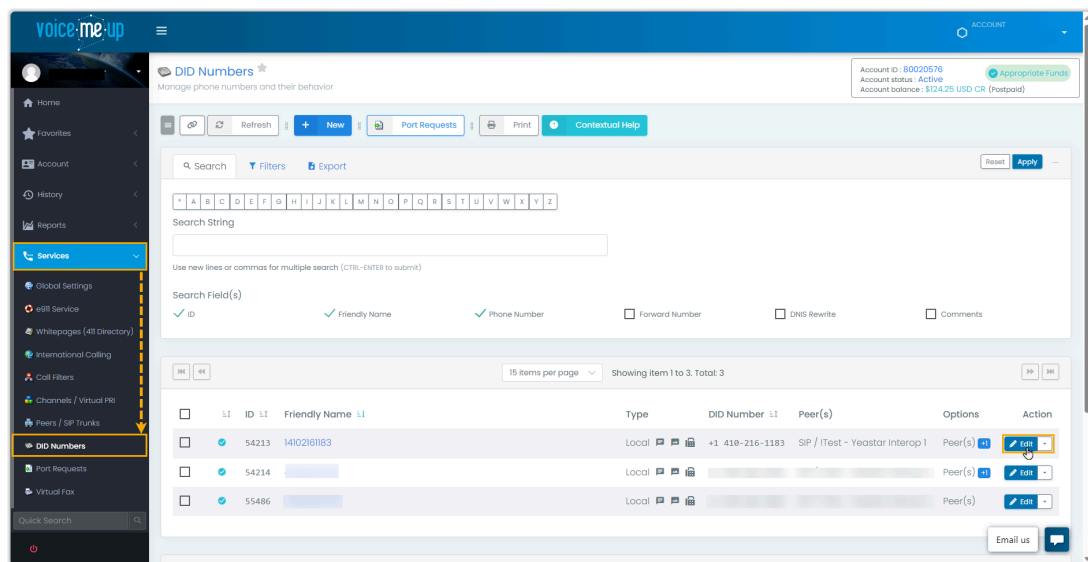 voice·me·up
ACCOUNT
DID Numbers
Manage phone numbers and their behavior
Account ID : 80020576
Account status : Active
Account balance : $124.25 USD CR (Postpaid)
Appropriate Funds
Home
Favorites
Account
History
Reports
Services
Global Settings
e911 Service
Whitepages (411 Directory)
International Calling
Call Filters
Channels / Virtual PRI
Peers / SIP Trunks
DID Numbers
Port Requests
Virtual Fax
Quick Search
Refresh
+ New
Port Requests
Print
Contextual Help
Search Filters Export
Reset Apply
* A B C D E F G H I J K L M N O P Q R S T U V W X Y Z
Search String
Use new lines or commas for multiple search (CTRL-ENTER to submit)
Search Field(s)
ID Friendly Name Phone Number Forward Number DNIS Rewrite Comments
15 items per page Showing item 1 to 3. Total: 3
ID Friendly Name Type DID Number Peer(s) Options Action
54213 14102161183 Local +1 410-216-1183 SIP / !Test - Yeastar Interop 1 Peer(s) +1 Edit
54214 Local Peer(s) +1 Edit
55486 Local Peer(s) Edit
Email us